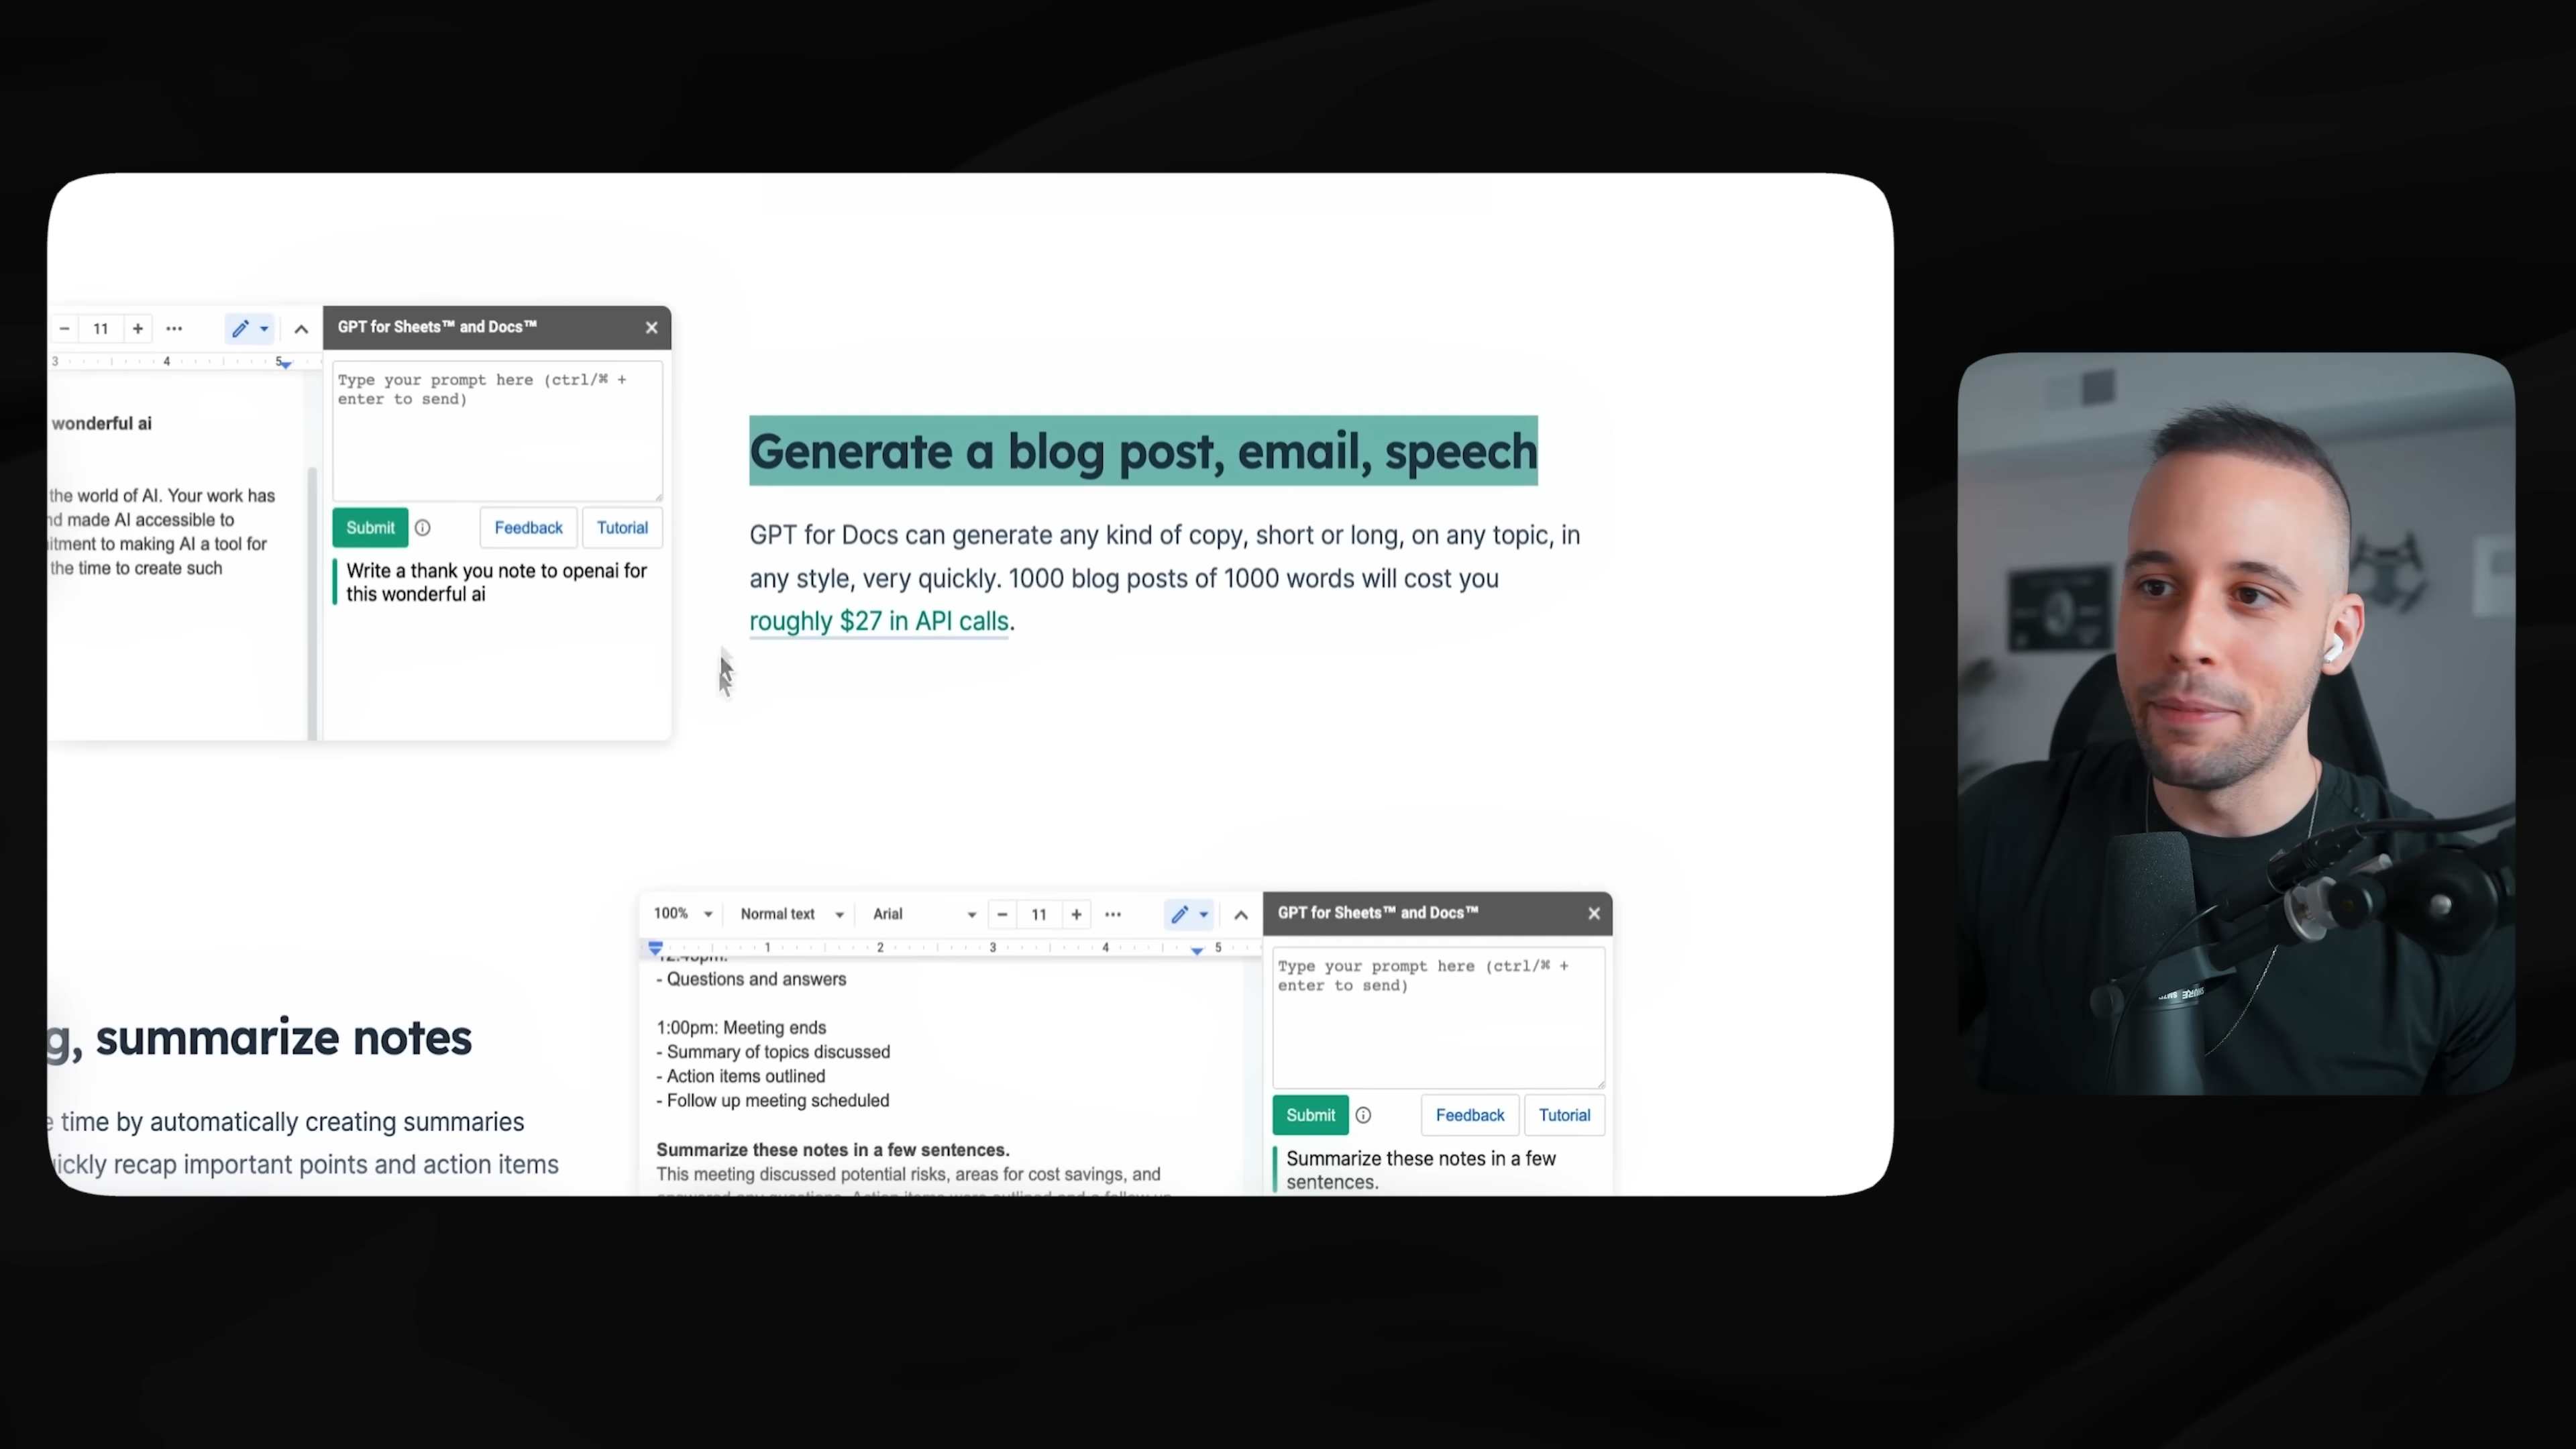 11
GPT for Sheets™ and Docs™
3 4 5
Type your prompt here (ctrl/⌘ +
enter to send)
wonderful ai
the world of AI. Your work has
made AI accessible to
to making AI a tool for
the time to create such
Submit
Feedback
Tutorial
Write a thank you note to openai for
this wonderful ai
Generate a blog post, email, speech
GPT for Docs can generate any kind of copy, short or long, on any topic, in
any style, very quickly. 1000 blog posts of 1000 words will cost you
roughly $27 in API calls.
g, summarize notes
time by automatically creating summaries
recap important points and action items
100%
Normal text
Arial
11
GPT for Sheets™ and Docs™
1 2 3 4 5
- Questions and answers
1:00pm: Meeting ends
- Summary of topics discussed
- Action items outlined
- Follow up meeting scheduled
Summarize these notes in a few sentences.
This meeting discussed potential risks, areas for cost savings, and
Type your prompt here (ctrl/⌘ +
enter to send)
Submit
Feedback
Tutorial
Summarize these notes in a few
sentences.